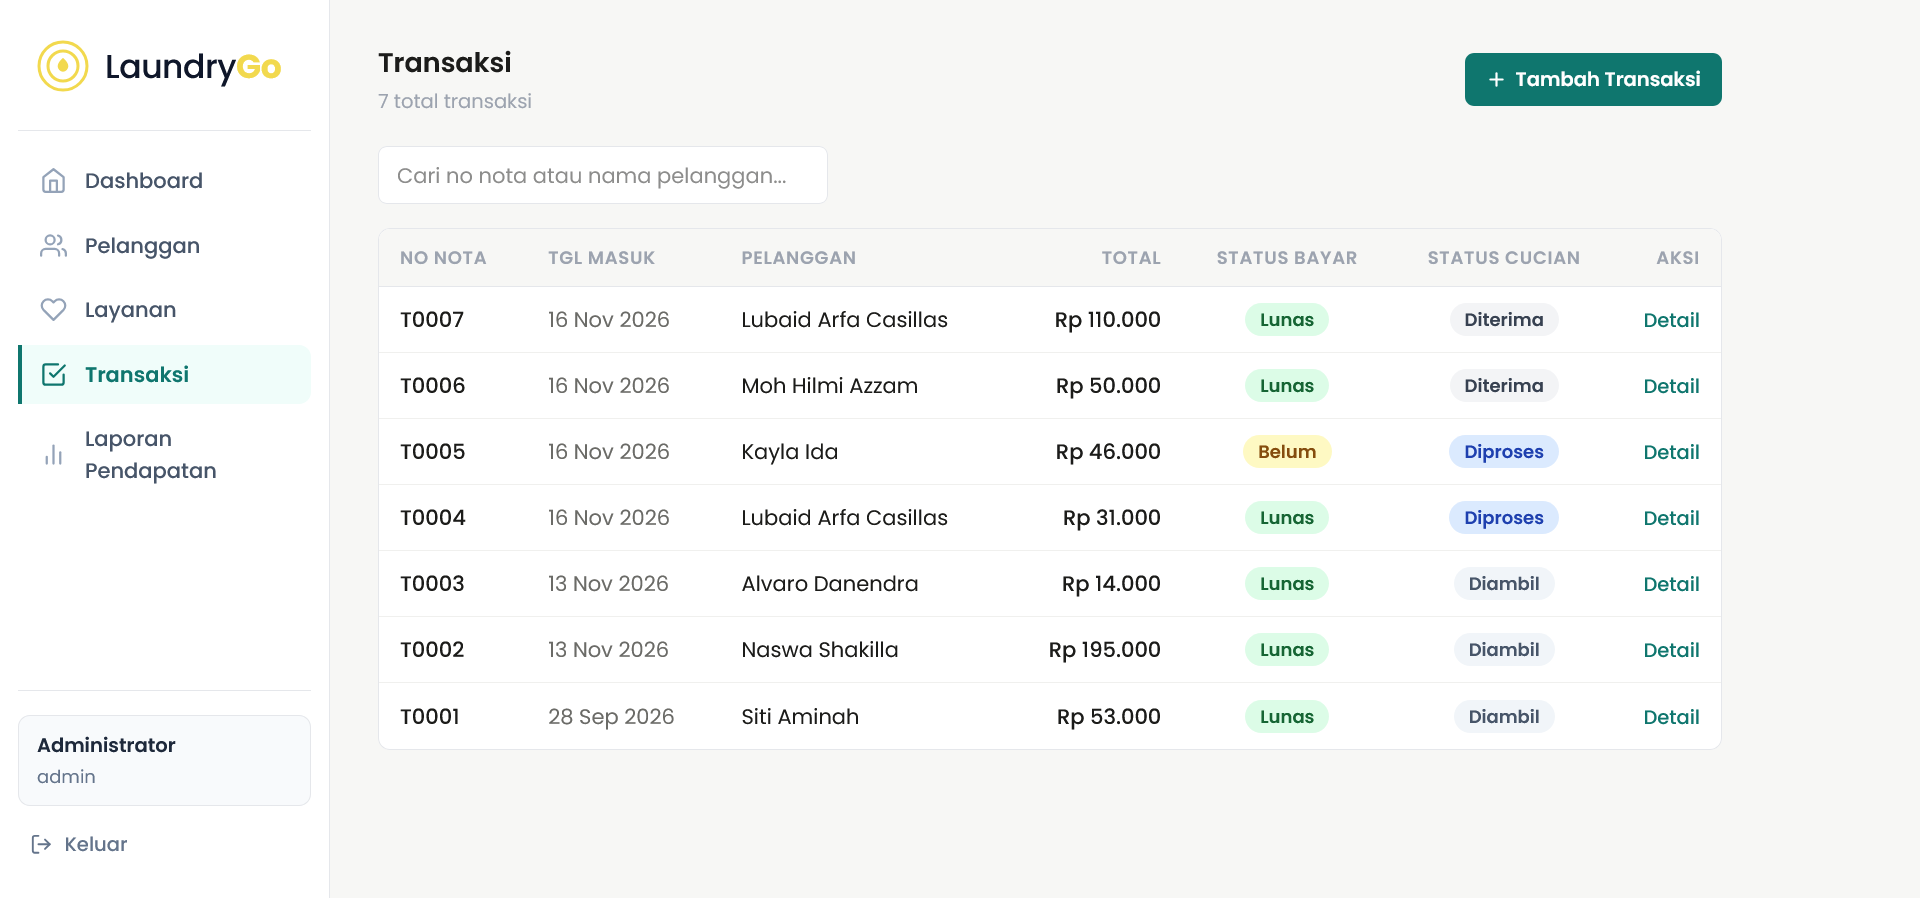 LaundryGo
Dashboard
Pelanggan
Layanan
Transaksi
Laporan
Pendapatan
Administrator
admin
Keluar
Transaksi
7 total transaksi
+ Tambah Transaksi
Cari no nota atau nama pelanggan...
NO NOTA TGL MASUK PELANGGAN TOTAL STATUS BAYAR STATUS CUCIAN AKSI
T0007 16 Nov 2026 Lubaid Arfa Casillas Rp 110.000 Lunas Diterima Detail
T0006 16 Nov 2026 Moh Hilmi Azzam Rp 50.000 Lunas Diterima Detail
T0005 16 Nov 2026 Kayla Ida Rp 46.000 Belum Diproses Detail
T0004 16 Nov 2026 Lubaid Arfa Casillas Rp 31.000 Lunas Diproses Detail
T0003 13 Nov 2026 Alvaro Danendra Rp 14.000 Lunas Diambil Detail
T0002 13 Nov 2026 Naswa Shakilla Rp 195.000 Lunas Diambil Detail
T0001 28 Sep 2026 Siti Aminah Rp 53.000 Lunas Diambil Detail